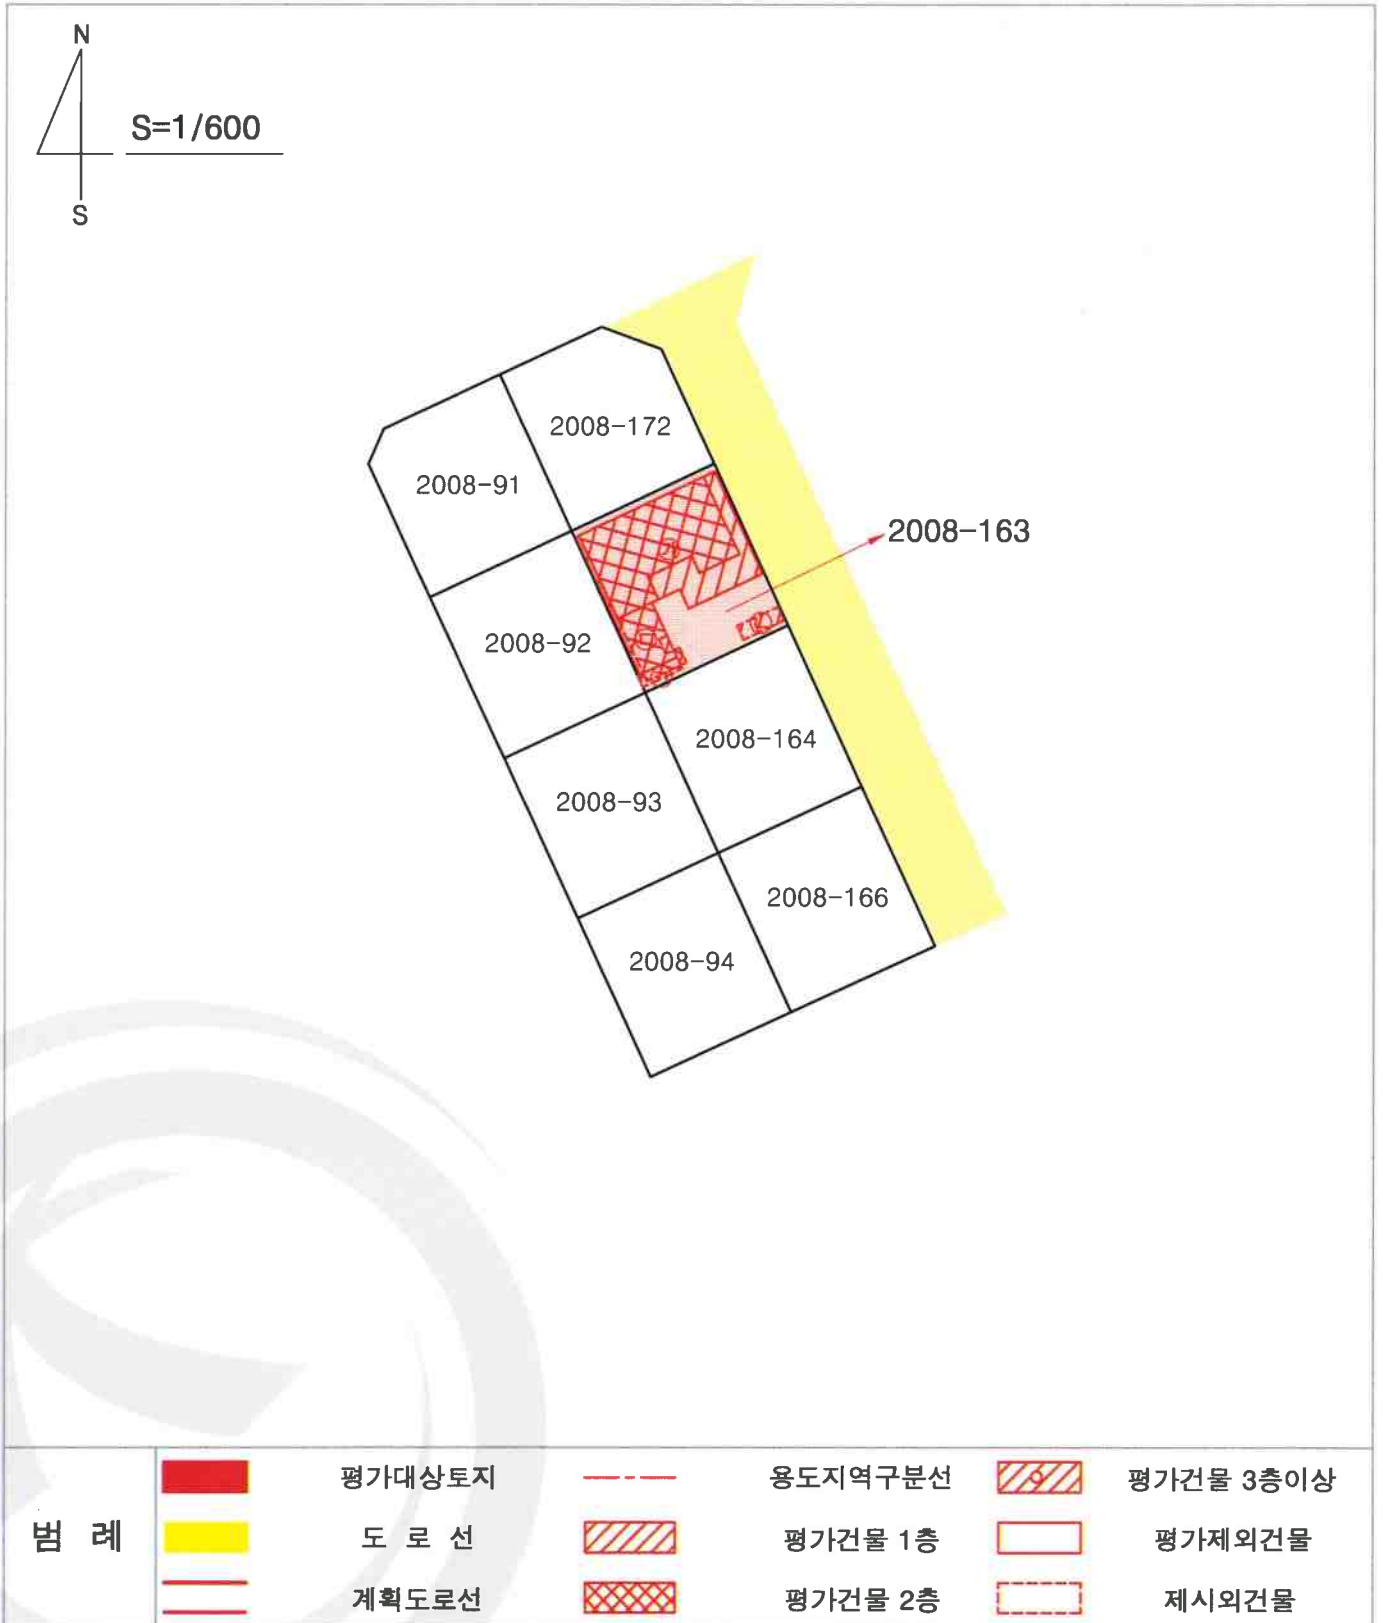 N
S=1/600
S
2008-172
2008-91
2008-163
가
2008-92
2008-164
2008-93
2008-166
2008-94
범 례
평가대상토지
용도지역구분선
평가건물 3층이상
도 로 선
평가건물 1층
평가제외건물
계획도로선
평가건물 2층
제시외건물